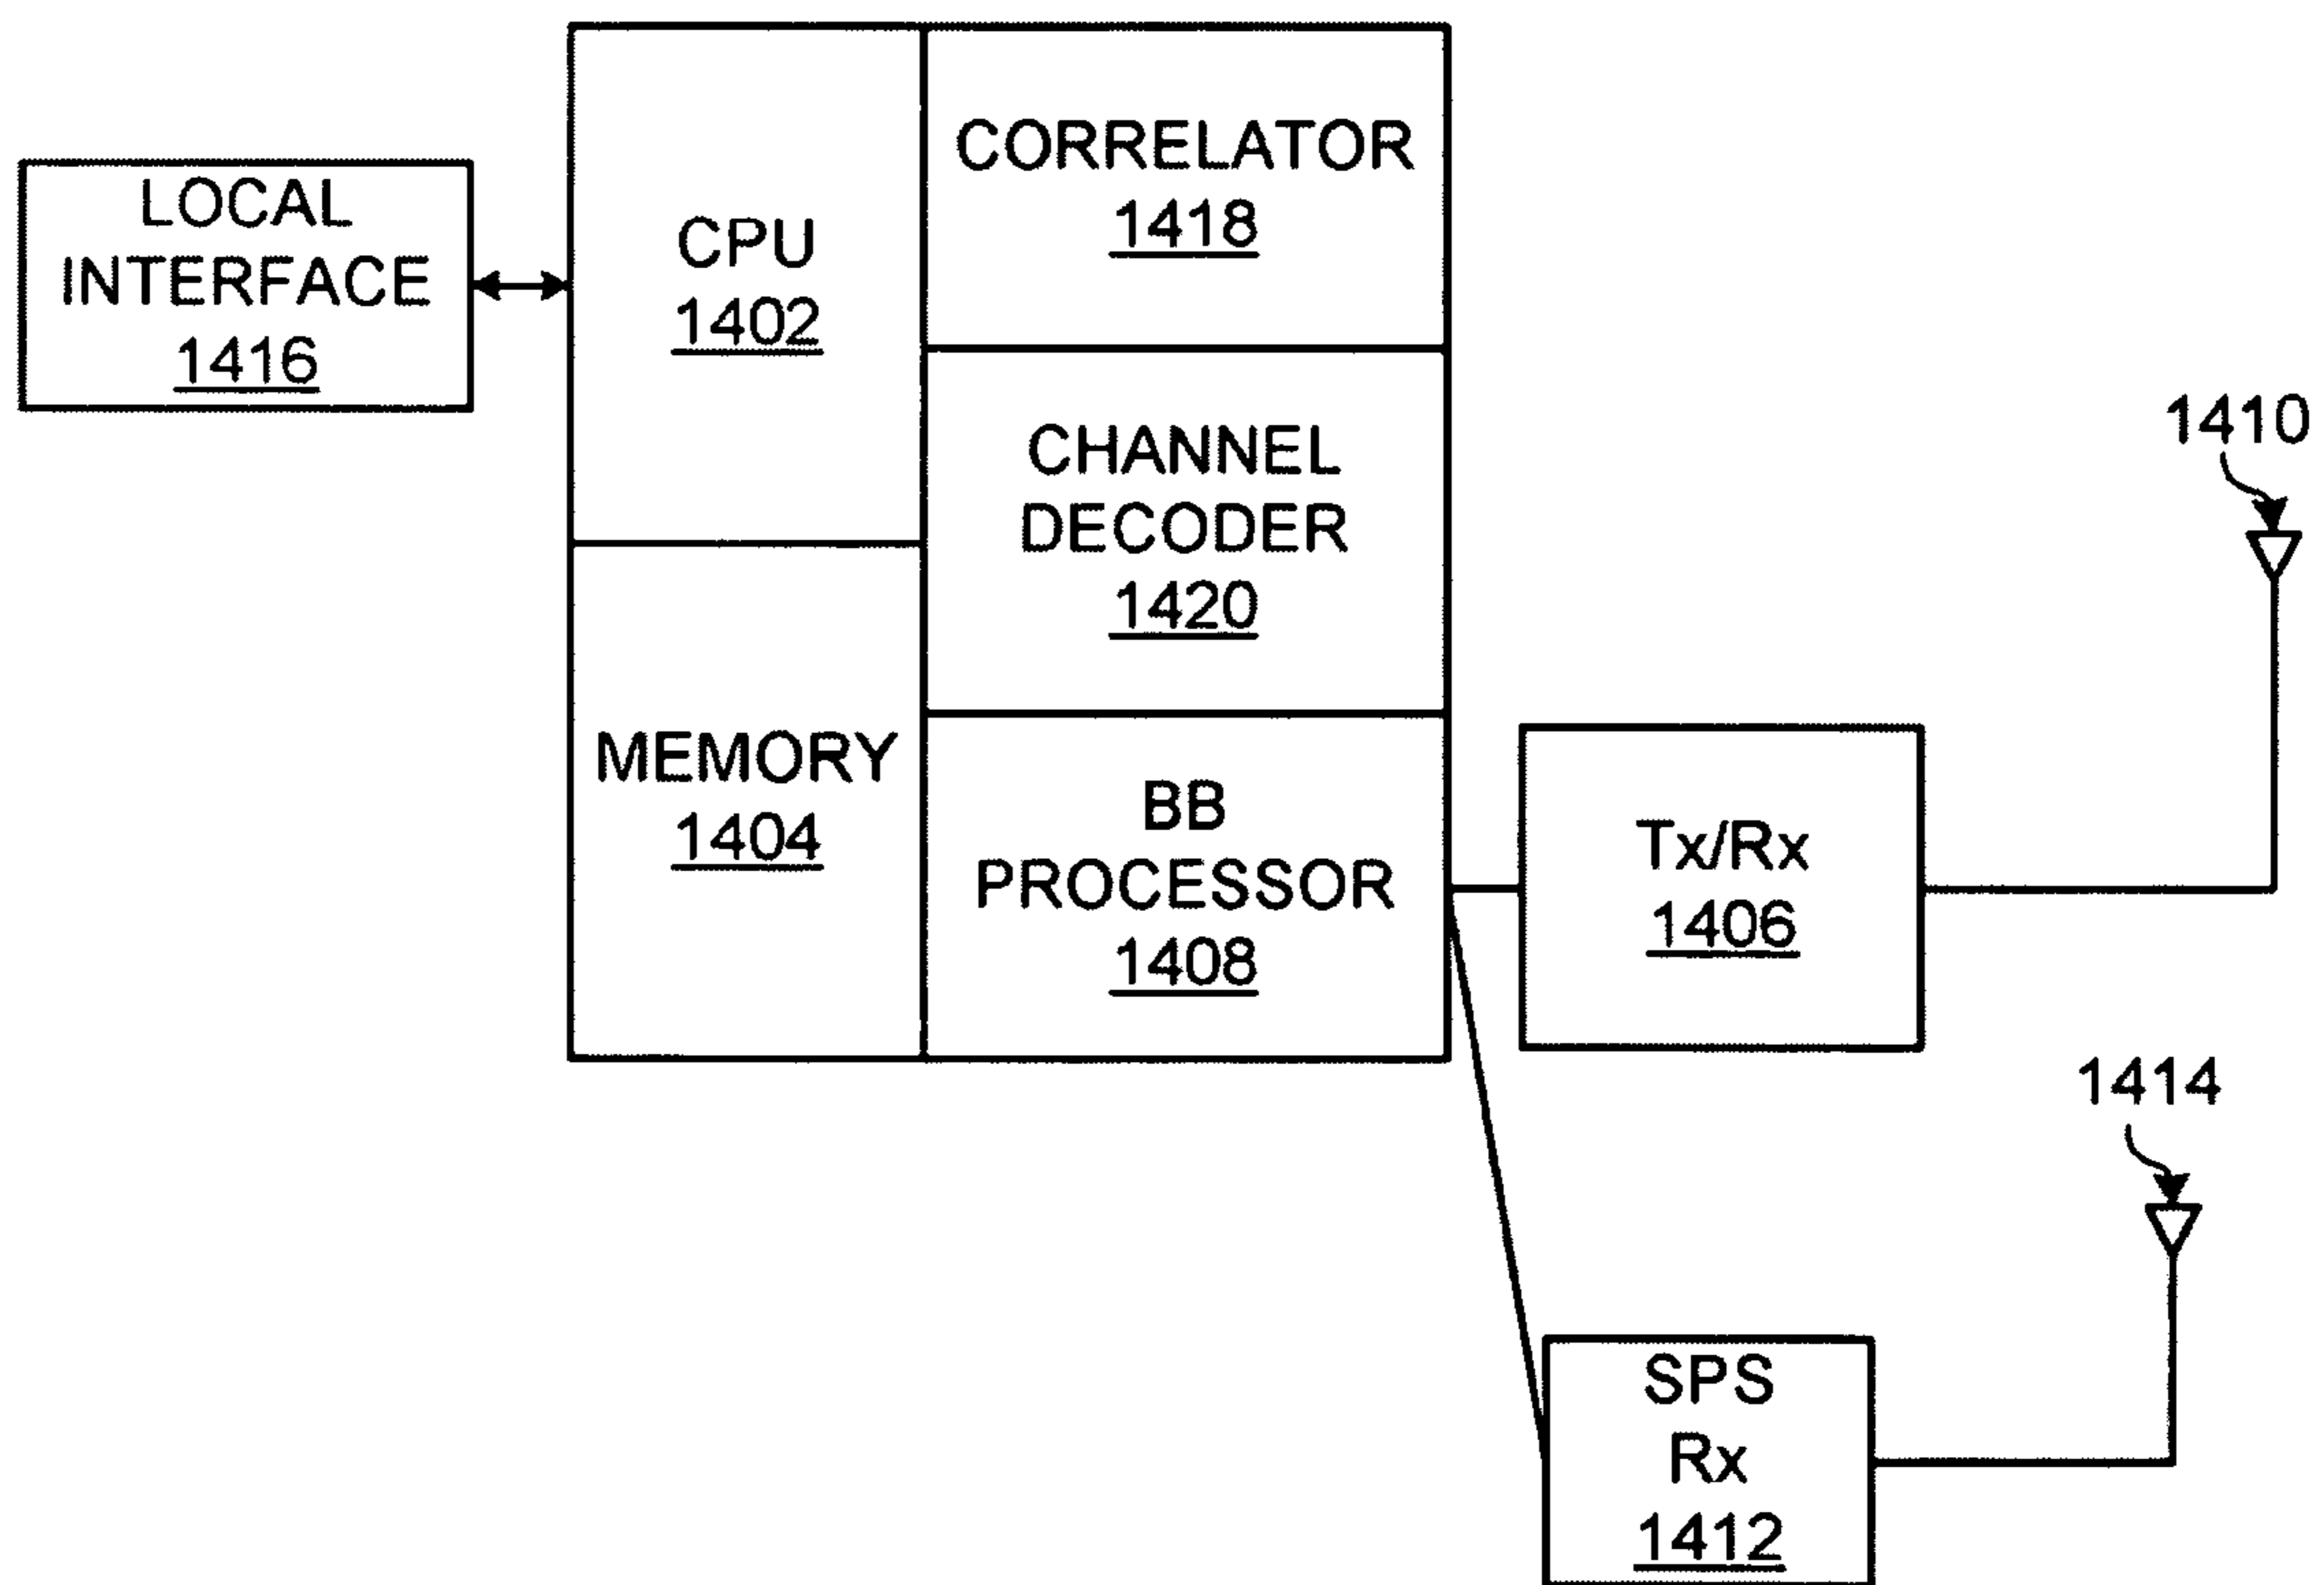 LOCAL
INTERFACE
1416
CPU
1402
MEMORY
1404
CORRELATOR
1418
CHANNEL
DECODER
1420
BB
PROCESSOR
1408
Tx/Rx
1406
1410
1414
SPS
Rx
1412